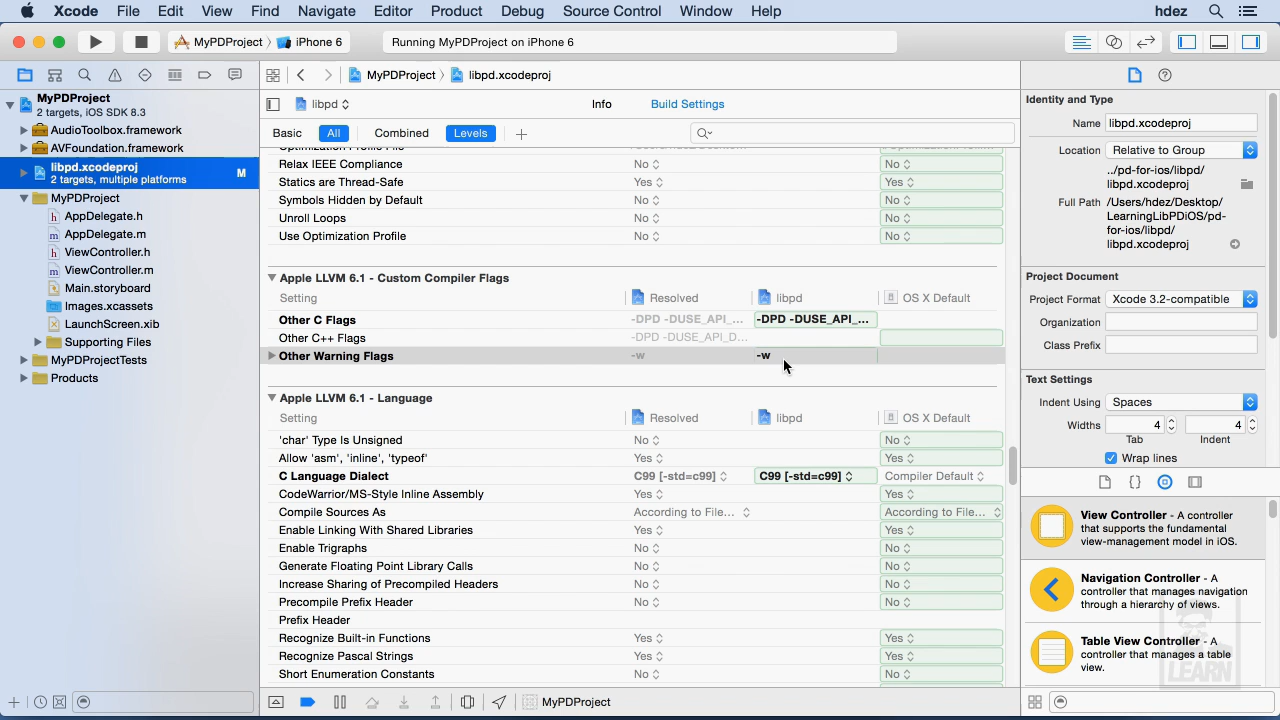 Xcode File Edit View Find Navigate Editor Product Debug Source Control Window Help hdez
MyPDProject iPhone 6 Running MyPDProject on iPhone 6
MyPDProject
2 targets, iOS SDK 8.3
AudioToolbox.framework
AVFoundation.framework
libpd.xcodeproj M
2 targets, multiple platforms
MyPDProject
AppDelegate.h
AppDelegate.m
ViewController.h
ViewController.m
Main.storyboard
Images.xcassets
LaunchScreen.xib
Supporting Files
MyPDProjectTests
Products
MyPDProject libpd.xcodeproj
libpd Info Build Settings
Basic All Combined Levels
Relax IEEE Compliance No
Statics are Thread-Safe Yes Yes
Symbols Hidden by Default No No
Unroll Loops No No
Use Optimization Profile No No
Apple LLVM 6.1 - Custom Compiler Flags
Setting Resolved libpd OS X Default
Other C Flags -DPD -DUSE_API_... -DPD -DUSE_API_...
Other C++ Flags -DPD -DUSE_API_D...
Other Warning Flags -w -w
Apple LLVM 6.1 - Language
Setting Resolved libpd OS X Default
'char' Type Is Unsigned No No
Allow 'asm', 'inline', 'typeof' Yes Yes
C Language Dialect C99 [-std=c99] C99 [-std=c99] Compiler Default
CodeWarrior/MS-Style Inline Assembly Yes Yes
Compile Sources As According to File... According to File...
Enable Linking With Shared Libraries Yes Yes
Enable Trigraphs No No
Generate Floating Point Library Calls No No
Increase Sharing of Precompiled Headers No No
Precompile Prefix Header No No
Prefix Header
Recognize Built-in Functions Yes Yes
Recognize Pascal Strings Yes Yes
Short Enumeration Constants No No
MyPDProject
Identity and Type
Name libpd.xcodeproj
Location Relative to Group
../pd-for-ios/libpd/
libpd.xcodeproj
Full Path /Users/hdez/Desktop/
LearningLibPDiOS/pd-
for-ios/libpd/
libpd.xcodeproj
Project Document
Project Format Xcode 3.2-compatible
Organization
Class Prefix
Text Settings
Indent Using Spaces
Widths 4 4
Tab Indent
Wrap lines
View Controller - A controller
that supports the fundamental
view-management model in iOS.
Navigation Controller - A
controller that manages navigation
through a hierarchy of views.
Table View Controller - A
controller that manages a table
view.
LEARN